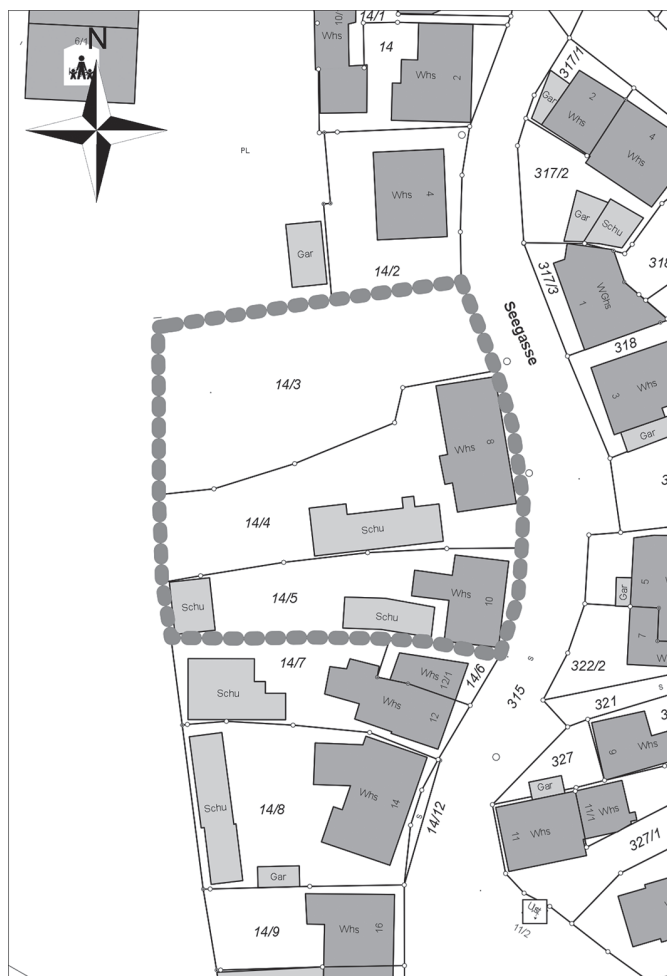 10/
14/1
Whs
14
Whs
2
6/1
N
PL
317/1
Gar
2
Whs
4
Whs
317/2
Whs
4
Gar
Schu
318
Gar
14/2
317/3
WGhs
1
Seegasse
318
14/3
Whs
3
Gar
Whs
8
14/4
Schu
3
Schu
14/5
Schu
Whs
10
Gar
5
7
W
14/7
Whs
12/1
14/6
s
322/2
Schu
Whs
12
315
321
s
3
Whs
6
327
Gar
Schu
14/8
Whs
14
s
14/12
11
Whs
11/1
Whs
327/1
Gar
Ust
11/2
14/9
Whs
16